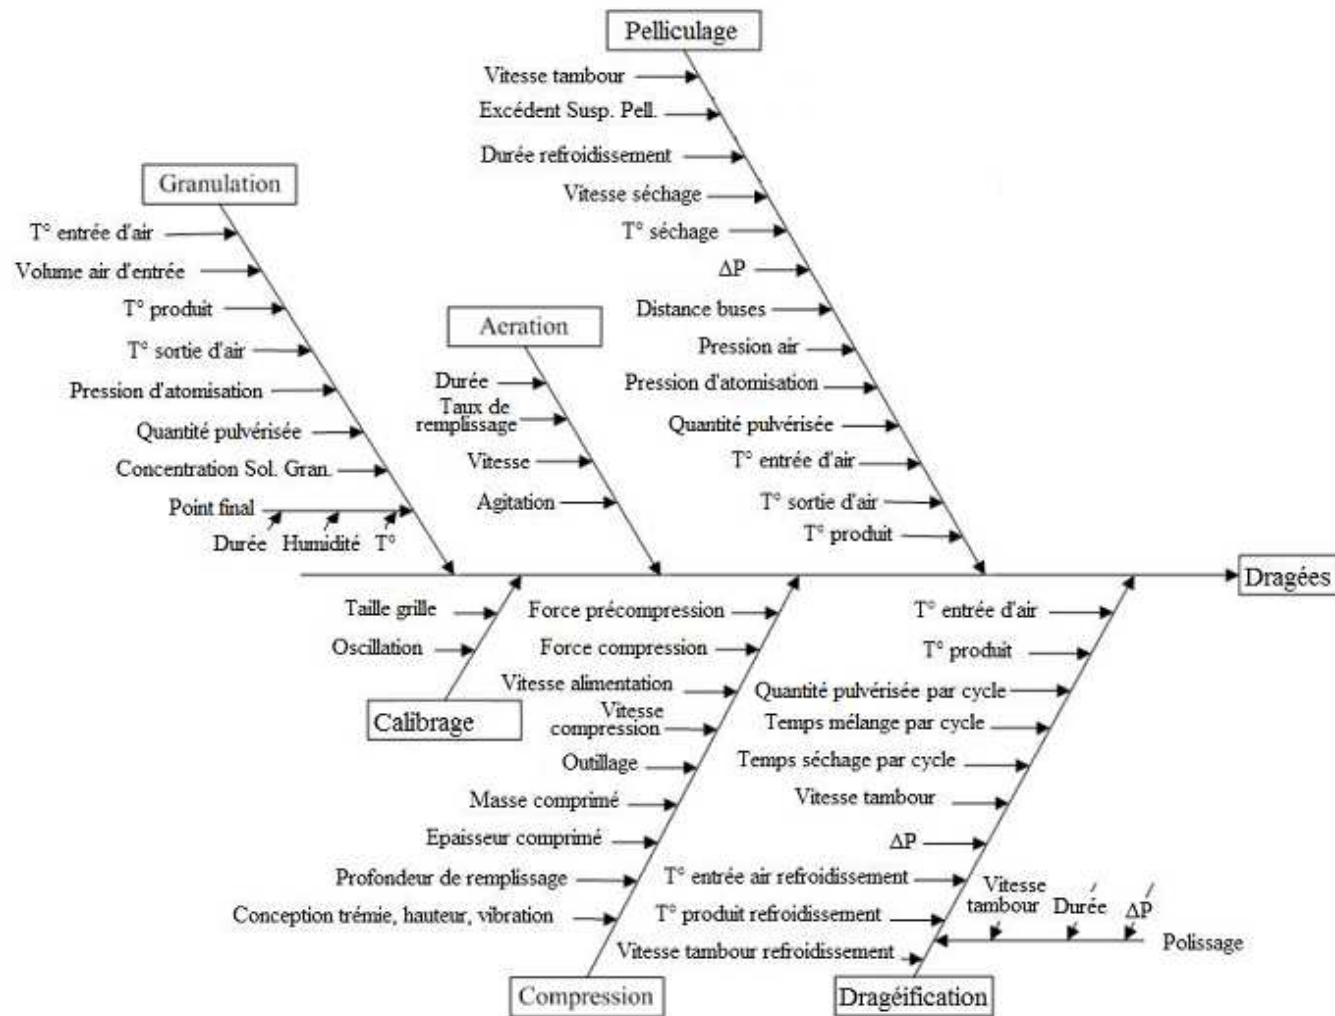 Pelliculage
Vitesse tambour
Excédent Susp. Pell.
Durée refroidissement
Vitesse séchage
T° séchage
ΔP
Distance buses
Pression air
Pression d'atomisation
Quantité pulvérisée
T° entrée d'air
T° sortie d'air
T° produit
Granulation
T° entrée d'air
Volume air d'entrée
T° produit
T° sortie d'air
Pression d'atomisation
Quantité pulvérisée
Concentration Sol. Gran.
Point final
Durée Humidité T°
Aeration
Durée
Taux de
remplissage
Vitesse
Agitation
Dragées
Taille grille
Oscillation
Calibrage
Force précompression
Force compression
Vitesse alimentation
Vitesse
compression
Outillage
Masse comprimé
Epaisseur comprimé
Profondeur de remplissage
Conception trémie, hauteur, vibration
Compression
T° entrée d'air
T° produit
Quantité pulvérisée par cycle
Temps mélange par cycle
Temps séchage par cycle
Vitesse tambour
ΔP
T° entrée air refroidissement
T° produit refroidissement
Vitesse tambour refroidissement
Vitesse
tambour
Durée
ΔP
Polissage
Dragéification